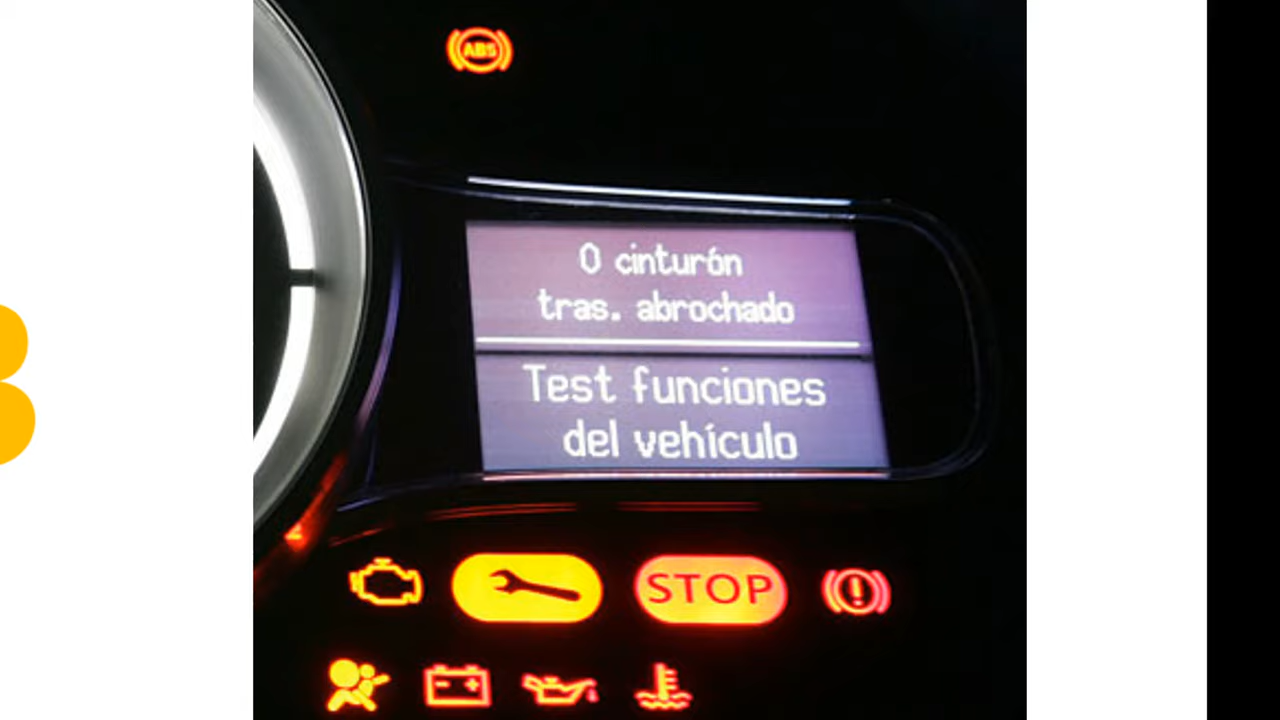 ABS
0 cinturón
tras. abrochado
Test funciones
del vehículo
STOP